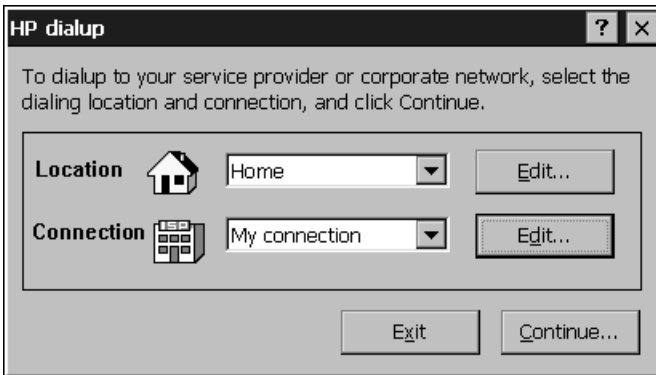 HP dialup ? ×
To dialup to your service provider or corporate network, select the
dialing location and connection, and click Continue.
Location Home Edit...
ISP
Connection My connection Edit...
Exit Continue...